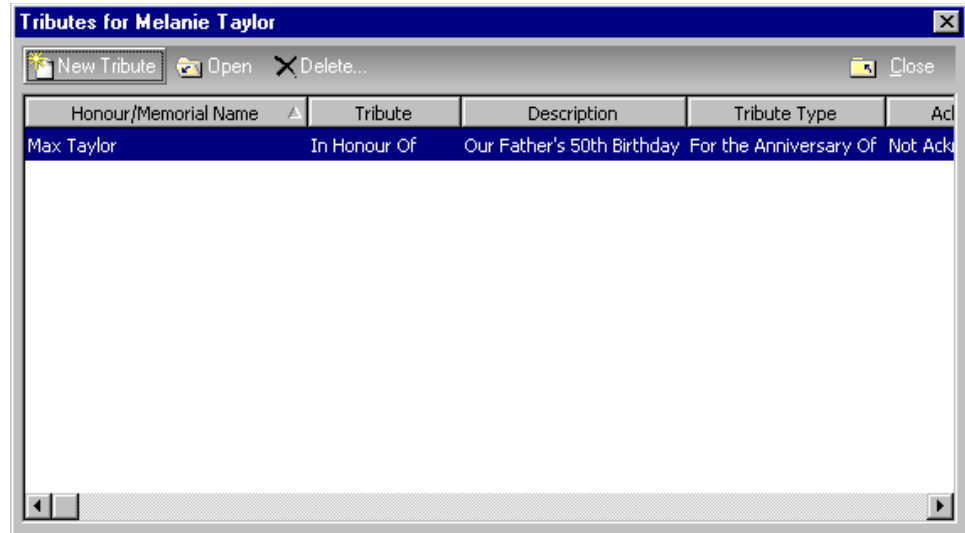 Tributes for Melanie Taylor
New Tribute Open Delete... Close
Honour/Memorial Name Tribute Description Tribute Type
Max Taylor In Honour Of Our Father's 50th Birthday For the Anniversary Of Not